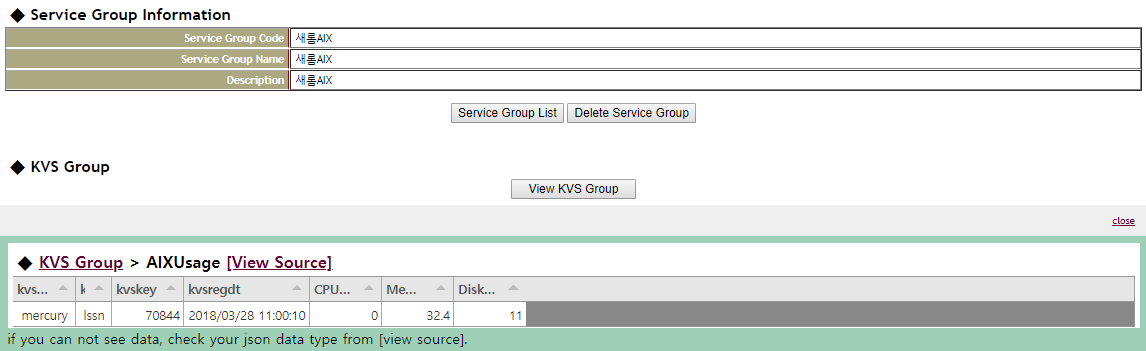 ◆ Service Group Information
Service Group Code 새롬AIX
Service Group Name 새롬AIX
Description 새롬AIX
Service Group List Delete Service Group
◆ KVS Group
View KVS Group
close
◆ KVS Group > AIXUsage [View Source]
kvs... k kvskey kvsregdt CPU... Me... Disk...
mercury lssn 70844 2018/03/28 11:00:10 0 32.4 11
if you can not see data, check your json data type from [view source].